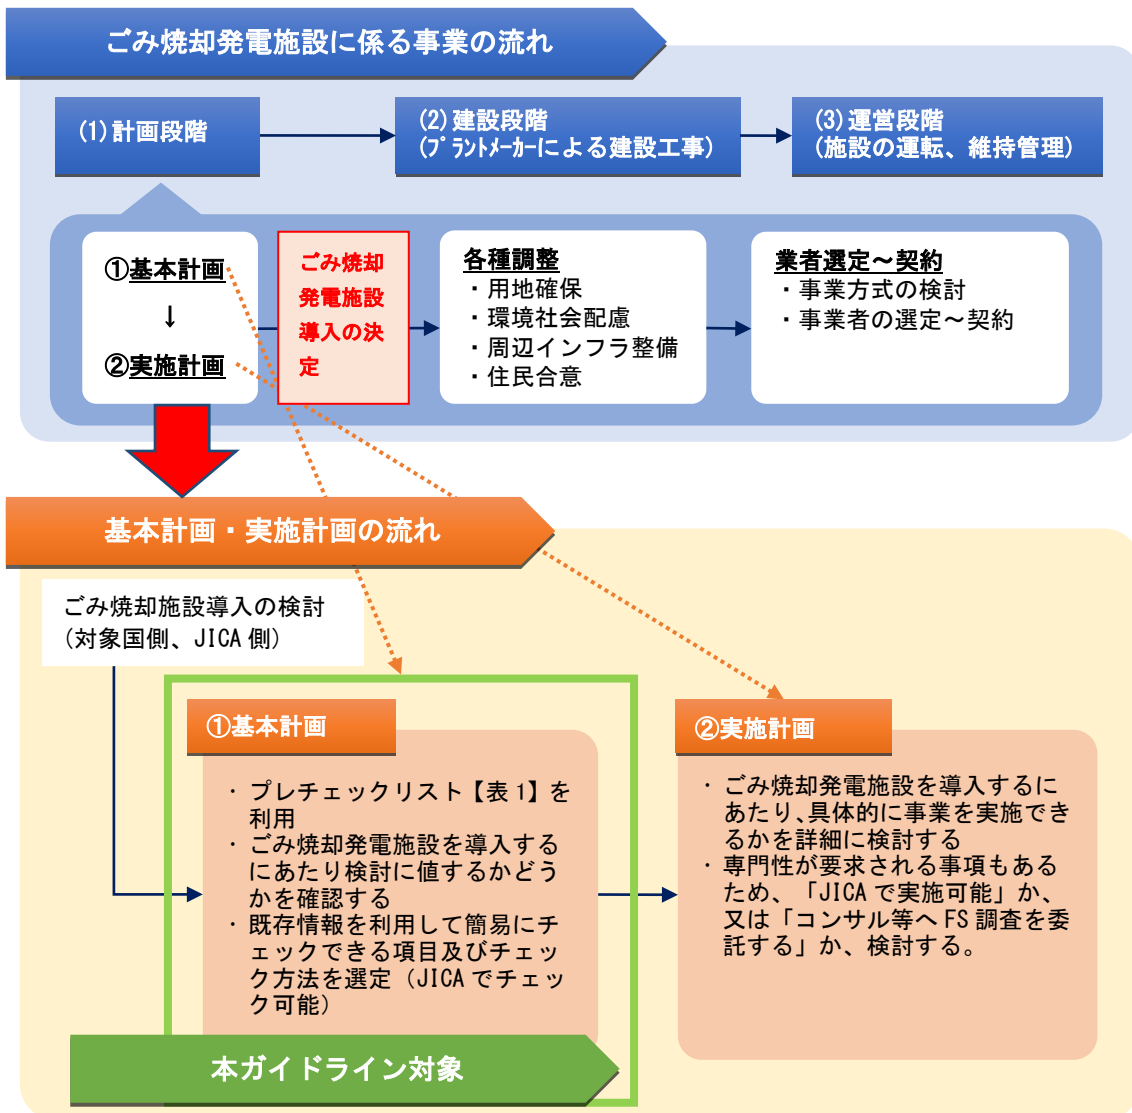 ごみ焼却発電施設に係る事業の流れ
(1)計画段階
(2)建設段階
(ﾌﾟﾗﾝﾄﾒｰｶｰによる建設工事)
(3)運営段階
(施設の運転、維持管理)
①基本計画
↓
②実施計画
ごみ焼却
発電施設
導入の決
定
各種調整
・用地確保
・環境社会配慮
・周辺インフラ整備
・住民合意
業者選定～契約
・事業方式の検討
・事業者の選定～契約
基本計画・実施計画の流れ
ごみ焼却施設導入の検討
(対象国側、JICA 側)
①基本計画
・プレチェックリスト【表 1】を
利用
・ごみ焼却発電施設を導入する
にあたり検討に値するかどう
かを確認する
・既存情報を利用して簡易にチ
ェックできる項目及びチェッ
ク方法を選定（JICA でチェッ
ク可能）
②実施計画
・ごみ焼却発電施設を導入するに
あたり、具体的に事業を実施でき
るかを詳細に検討する
・専門性が要求される事項もある
ため、「JICA で実施可能」か、
又は「コンサル等へ FS 調査を委
託する」か、検討する。
本ガイドライン対象